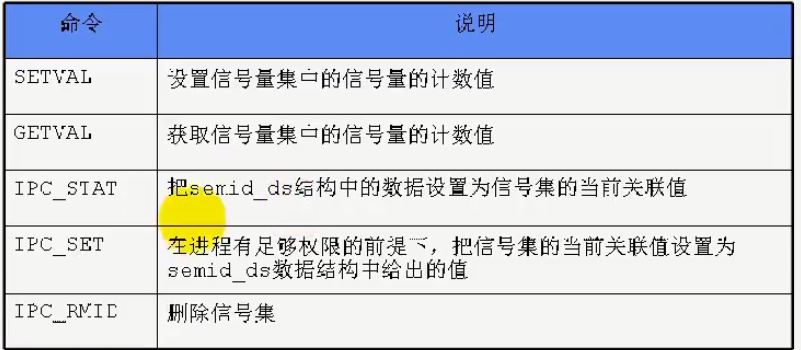 命令 说明
SETVAL 设置信号量集中的信号量的计数值
GETVAL 获取信号量集中的信号量的计数值
IPC_STAT 把semid_ds结构中的数据设置为信号集的当前关联值
IPC_SET 在进程有足够权限的前提下，把信号集的当前关联值设置为
semid_ds数据结构中给出的值
IPC_RMID 删除信号集